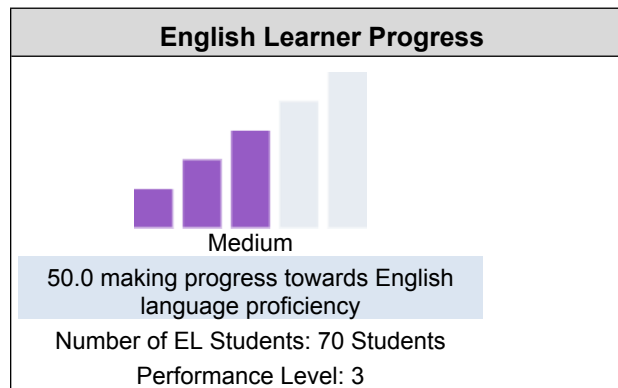 English Learner Progress
Medium
50.0 making progress towards English
language proficiency
Number of EL Students: 70 Students
Performance Level: 3